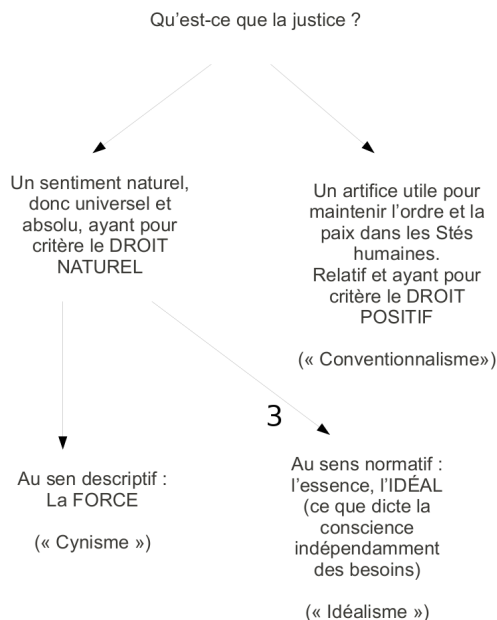 Qu'est-ce que la justice ?
Un sentiment naturel,
donc universel et
absolu, ayant pour
critère le DROIT
NATUREL
Un artifice utile pour
maintenir l'ordre et la
paix dans les Stés
humaines.
Relatif et ayant pour
critère le DROIT
POSITIF
(« Conventionnalisme»)
3
Au sen descriptif :
La FORCE
(« Cynisme »)
Au sens normatif :
l'essence, l'IDÉAL
(ce que dicte la
conscience
indépendamment
des besoins)
(« Idéalisme »)